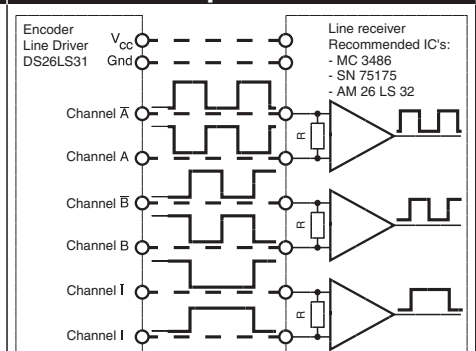 Encoder
Line Driver
DS26LS31
VCC
Gnd
Line receiver
Recommended IC's:
- MC 3486
- SN 75175
- AM 26 LS 32
Channel A̅
R
Channel A
Channel B̅
R
Channel B
Channel I̅
R
Channel I